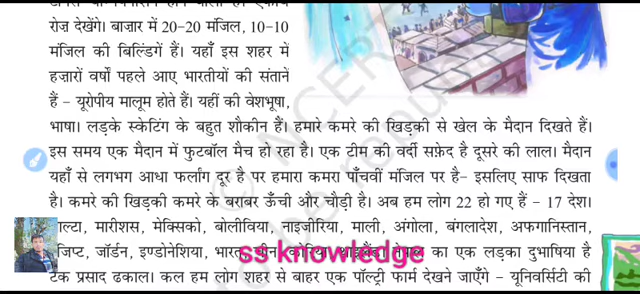 रोज़ देखेंगे। बाज़ार में 20-20 मंजिल, 10-10
मंजिल की बिल्डिंगें हैं। यहाँ इस शहर में
हज़ारों वर्षों पहले आए भारतीयों की संतानें
हैं – यूरोपीय मालूम होते हैं। यहीं की वेशभूषा,
भाषा। लड़के स्केटिंग के बहुत शौकीन हैं। हमारे कमरे की खिड़की से खेल के मैदान दिखते हैं।
इस समय एक मैदान में फुटबॉल मैच हो रहा है। एक टीम की वर्दी सफ़ेद है दूसरे की लाल। मैदान
यहाँ से लगभग आधा फर्लांग दूर है पर हमारा कमरा पाँचवीं मंजिल पर है- इसलिए साफ दिखता
है। कमरे की खिड़की कमरे के बराबर ऊँची और चौड़ी है। अब हम लोग 22 हो गए हैं – 17 देश।
माल्टा, मारीशस, मेक्सिको, बोलीविया, नाइजीरिया, माली, अंगोला, बंगलादेश, अफगानिस्तान,
जिप्ट, जॉर्डन, इण्डोनेशिया, भारत, का एक लड़का दुभाषिया है
टेक प्रसाद ढकाल। कल हम लोग शहर से बाहर एक पॉल्ट्री फार्म देखने जाएँगे – यूनिवर्सिटी की
ss knowledge
© NCERT
be republished